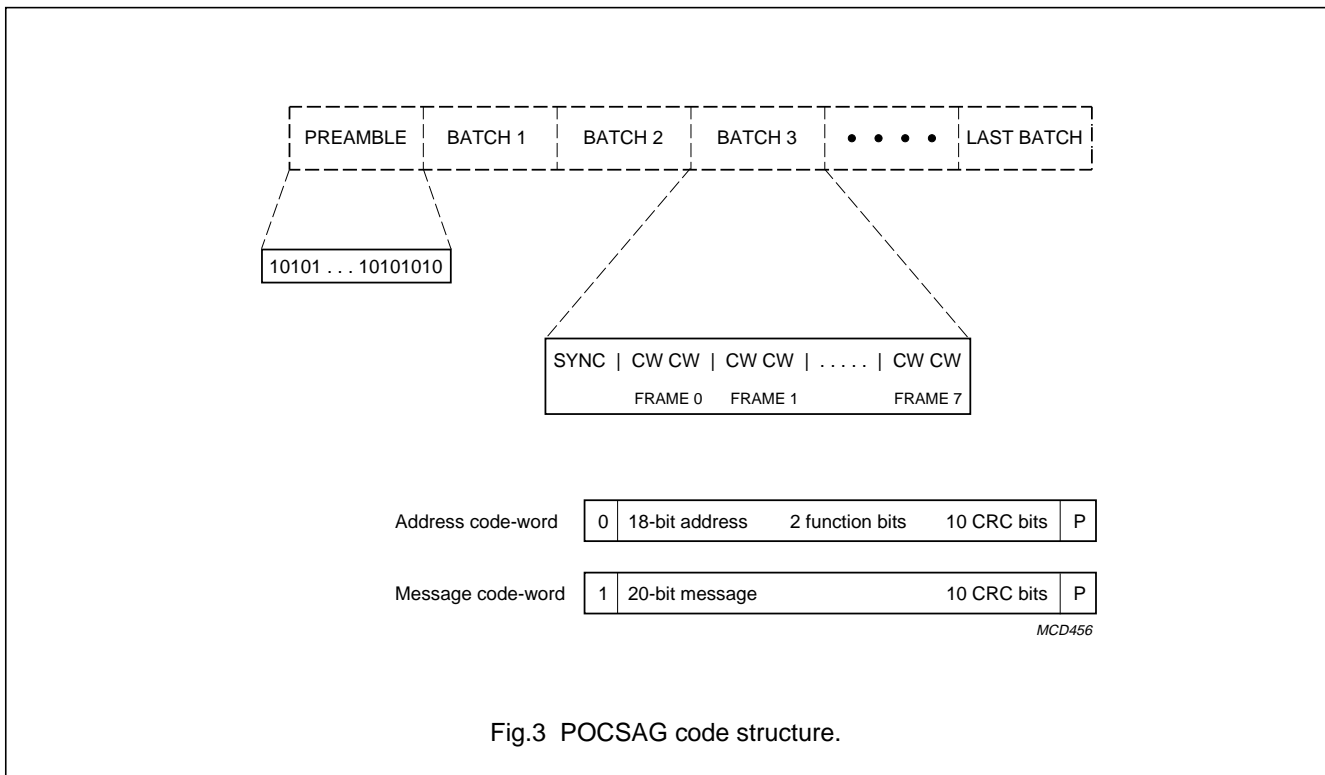 PREAMBLE BATCH 1 BATCH 2 BATCH 3 • • • • LAST BATCH
10101 . . . 10101010
SYNC | CW CW | CW CW | . . . . . | CW CW
FRAME 0 FRAME 1 FRAME 7
Address code-word 0 18-bit address 2 function bits 10 CRC bits P
Message code-word 1 20-bit message 10 CRC bits P
MCD456
Fig.3 POCSAG code structure.